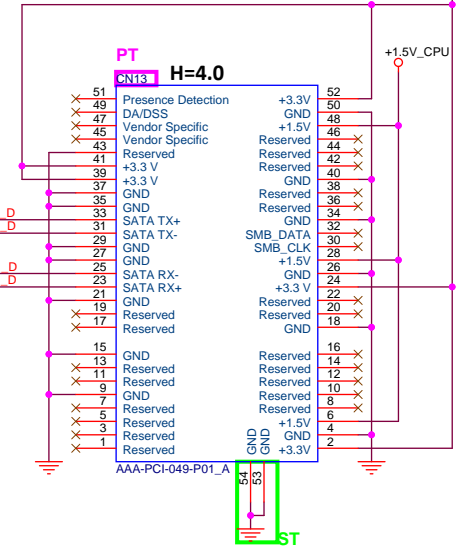 PT
CN13 H=4.0
+1.5V_CPU
51 Presence Detection +3.3V 52
49 DA/DSS GND 50
47 Vendor Specific +1.5V 48
45 Vendor Specific Reserved 46
43 Reserved Reserved 44
41 +3.3 V Reserved 42
39 +3.3 V GND 40
37 GND Reserved 38
35 GND Reserved 36
_D 33 SATA TX+ GND 34
_D 31 SATA TX- SMB_DATA 32
29 GND SMB_CLK 30
27 GND +1.5V 28
_D 25 SATA RX- GND 26
_D 23 SATA RX+ +3.3 V 24
21 GND Reserved 22
19 Reserved Reserved 20
17 Reserved GND 18
15 GND Reserved 16
13 Reserved Reserved 14
11 Reserved Reserved 12
9 GND Reserved 10
7 Reserved Reserved 8
5 Reserved +1.5V 6
3 Reserved GND 4
1 Reserved +3.3V 2
GND GND
AAA-PCI-049-P01_A
54 53
ST